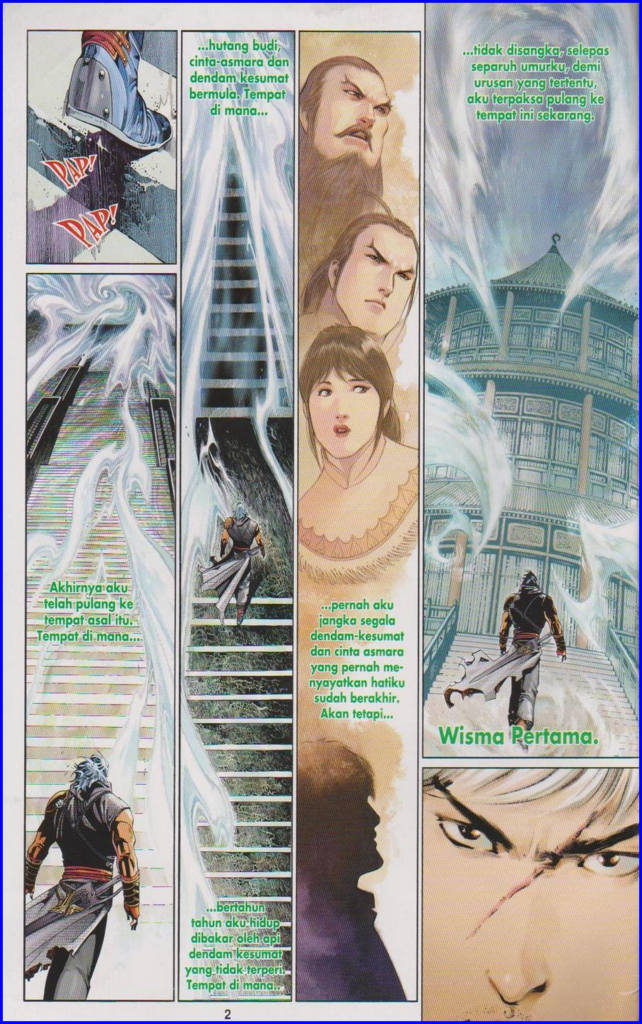 PAP!
PAP!
Akhirnya aku
telah pulang ke
tempat asal itu.
Tempat di mana...
...hutang budi,
cinta-asmara dan
dendam kesumat
bermula. Tempat
di mana...
...bertahun
tahun aku hidup
dibakar oleh api
dendam kesumat
yang tidak terperi.
Tempat di mana..
...pernah aku
jangka segala
dendam-kesumat
dan cinta asmara
yang pernah me-
nyayatkan hatiku
sudah berakhir.
Akan tetapi...
...tidak disangka, selepas
separuh umurku, demi
urusan yang tertentu,
aku terpaksa pulang ke
tempat ini sekarang.
Wisma Pertama.
2